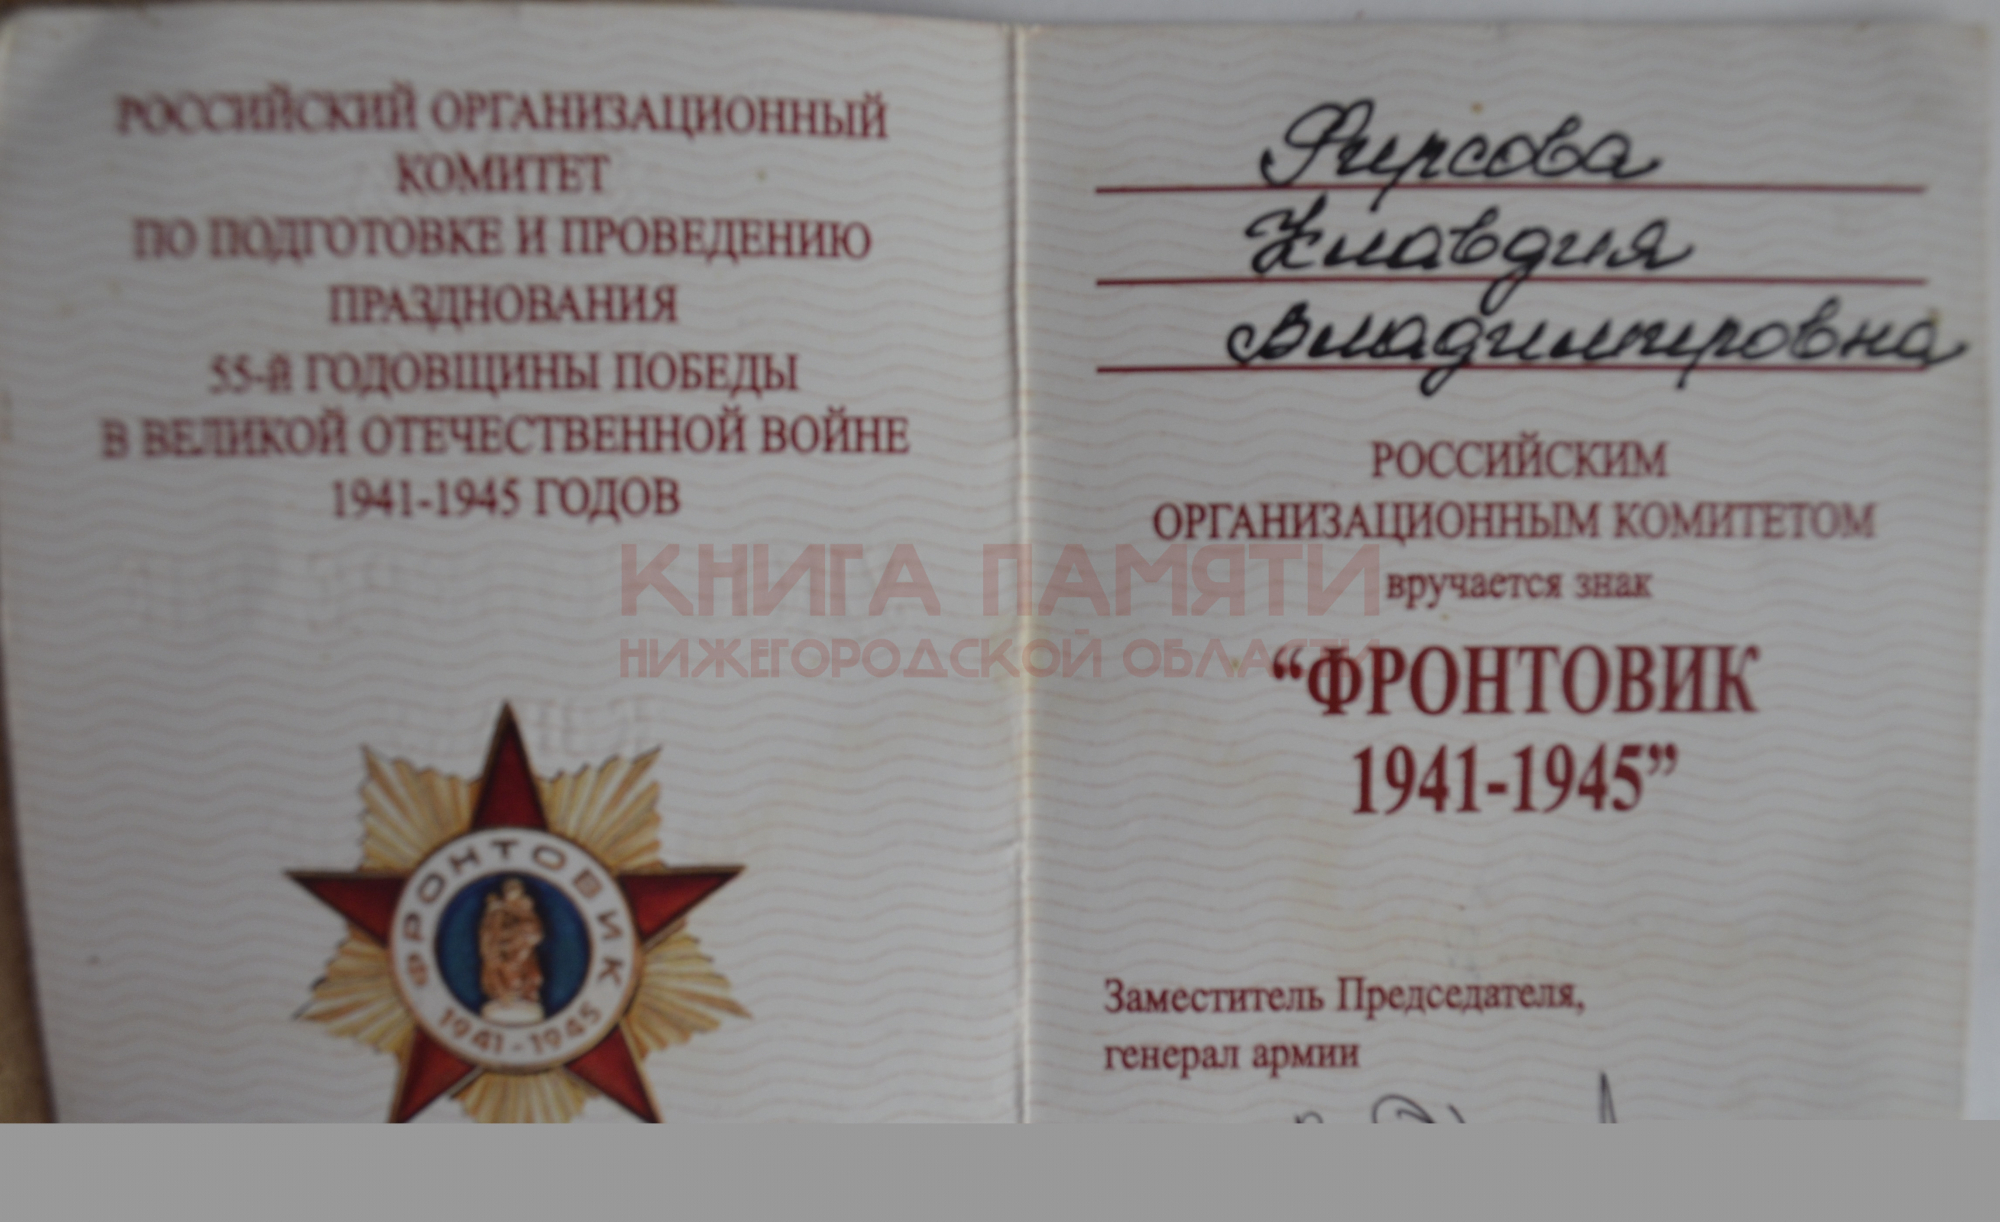 РОССИЙСКИЙ ОРГАНИЗАЦИОННЫЙ
КОМИТЕТ
ПО ПОДГОТОВКЕ И ПРОВЕДЕНИЮ
ПРАЗДНОВАНИЯ
55-й ГОДОВЩИНЫ ПОБЕДЫ
В ВЕЛИКОЙ ОТЕЧЕСТВЕННОЙ ВОЙНЕ
1941-1945 ГОДОВ
ФРОНТОВИК
1941-1945
Фирсова
Клавдия
Владимировна
РОССИЙСКИМ
ОРГАНИЗАЦИОННЫМ КОМИТЕТОМ
вручается знак
“ФРОНТОВИК
1941-1945”
Заместитель Председателя,
генерал армии
КНИГА ПАМЯТИ
НИЖЕГОРОДСКОЙ ОБЛАСТИ